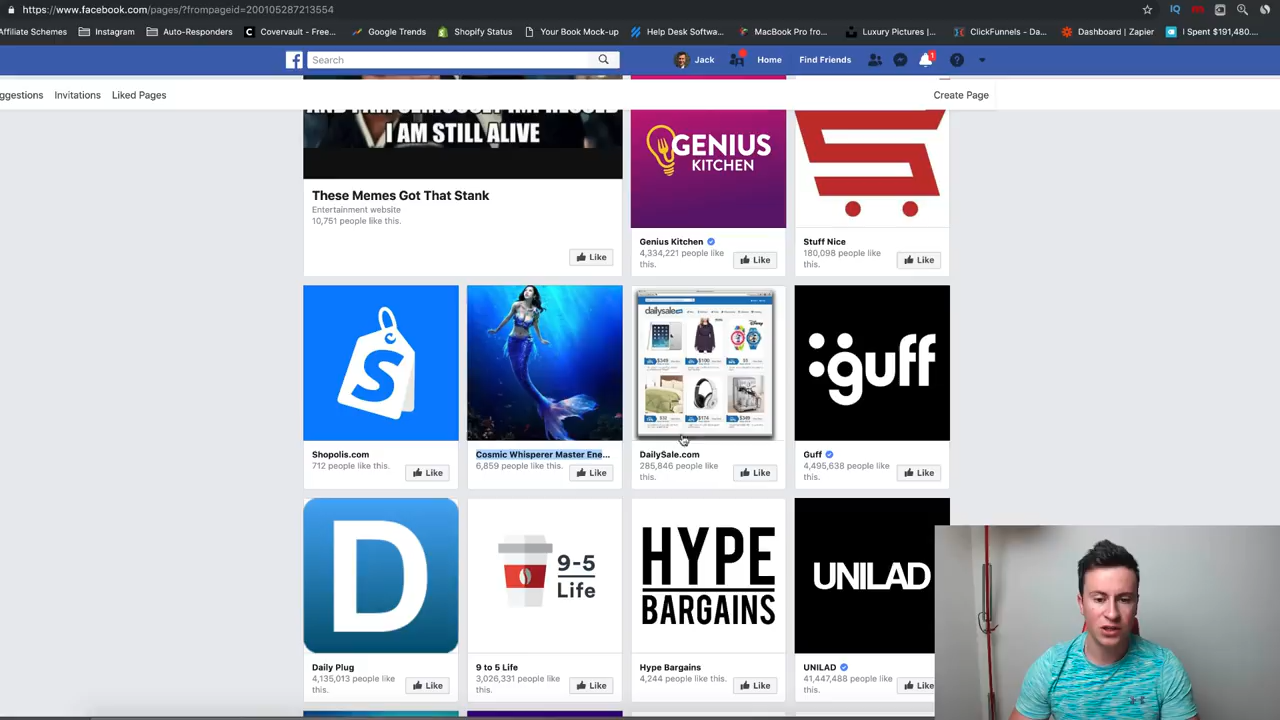 https://www.facebook.com/pages/?frompageid=200105287213554
Affiliate Schemes
Instagram
Auto-Responders
Covervault - Free...
Google Trends
Shopify Status
Your Book Mock-up
Help Desk Softwa...
MacBook Pro from...
Luxury Pieces |...
ClickFunnels - Da...
Dashboard | Zapier
I Spent $191,480....
Search
Jack
Home
Find Friends
1
ggestions
Invitations
Liked Pages
Create Page
I AM STILL ALIVE
These Memes Got That Stank
Entertainment website
10,751 people like this.
Like
GENIUS
KITCHEN
Genius Kitchen
4,334,221 people like
this.
Like
Stuff Nice
180,098 people like
this.
Like
S
Shopolis.com
712 people like this.
Like
Cosmic Whisperer Master Ene...
6,859 people like this.
Like
dailysale
DailySale.com
285,846 people like
this.
Like
guff
Guff
4,495,638 people like
this.
Like
D
Daily Plug
4,135,013 people like
this.
Like
9-5
Life
9 to 5 Life
3,026,331 people like
this.
Like
HYPE
BARGAINS
Hype Bargains
4,244 people like this.
Like
UNILAD
UNILAD
41,447,488 people like
this.
Like